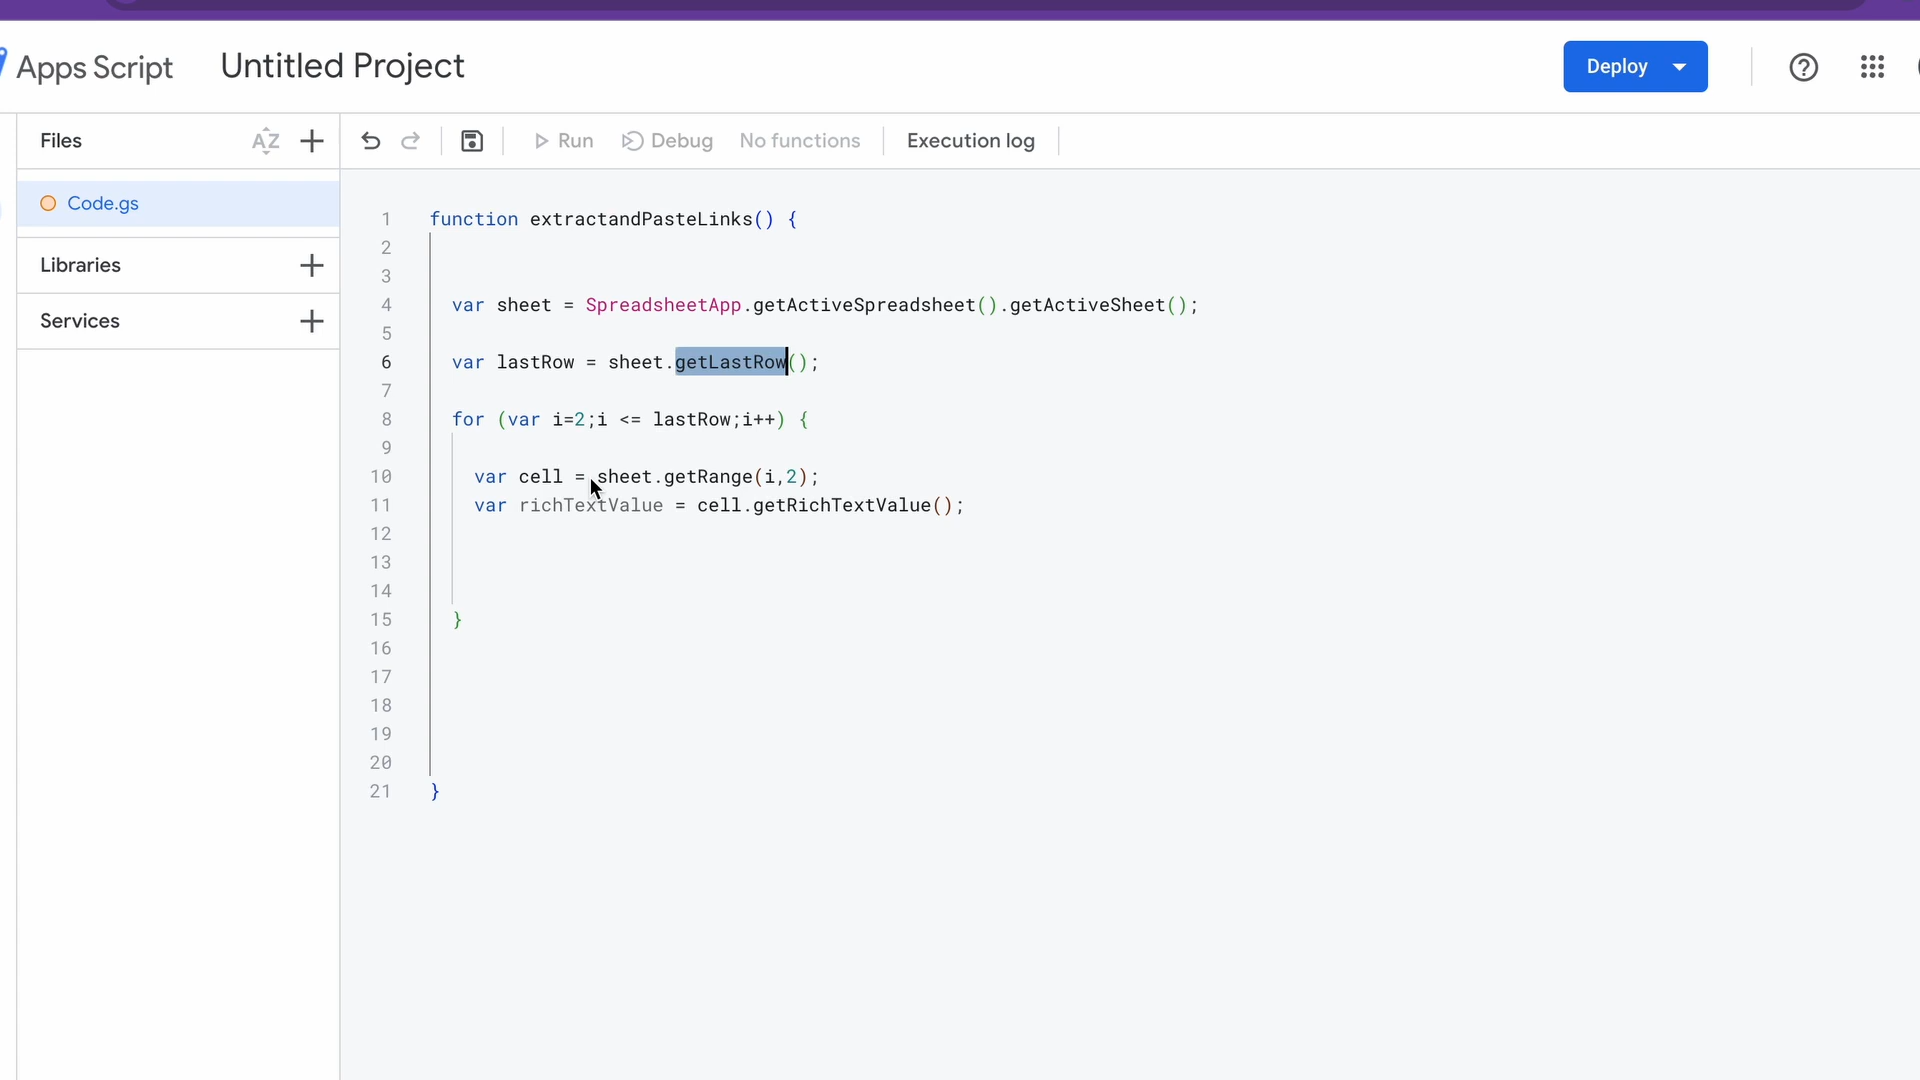 Apps Script Untitled Project Deploy
Files AZ Run Debug No functions Execution log
Code.gs
Libraries
Services
1 function extractandPasteLinks() {
2
3
4 var sheet = SpreadsheetApp.getActiveSpreadsheet().getActiveSheet();
5
6 var lastRow = sheet.getLastRow();
7
8 for (var i=2;i <= lastRow;i++) {
9
10 var cell = sheet.getRange(i,2);
11 var richTextValue = cell.getRichTextValue();
12
13
14
15 }
16
17
18
19
20
21 }